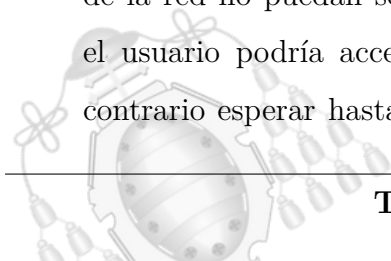 de la red no puedan
el usuario podría
contrario esperar
T